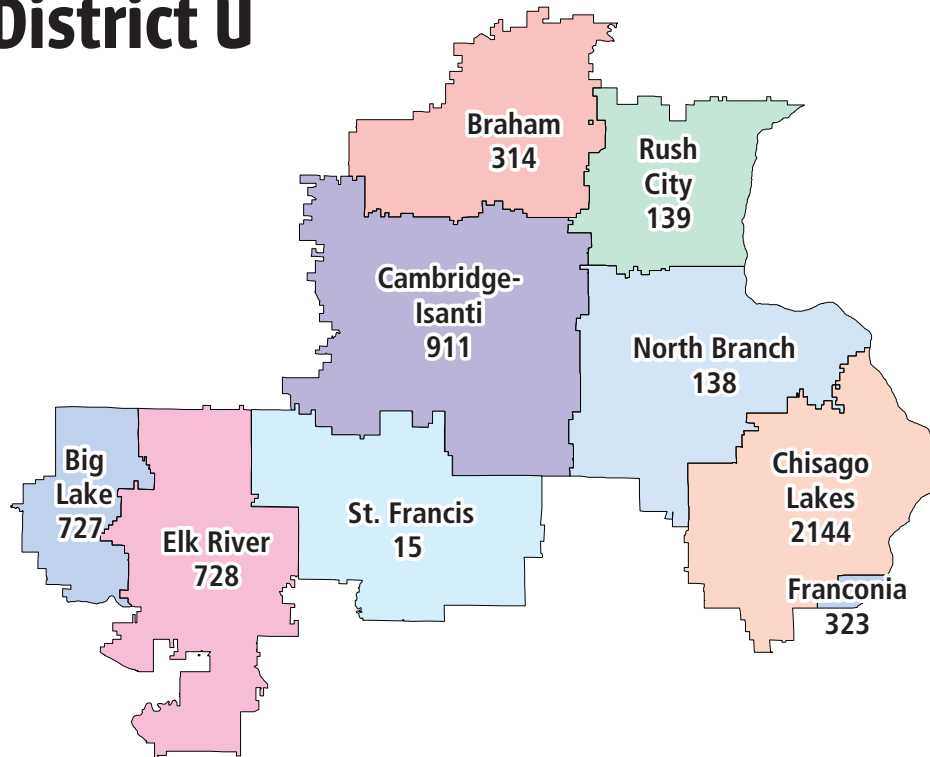 District U
Braham
314
Rush
City
139
Cambridge-
Isanti
911
North Branch
138
Big
Lake
727
Elk River
728
St. Francis
15
Chisago
Lakes
2144
Franconia
323